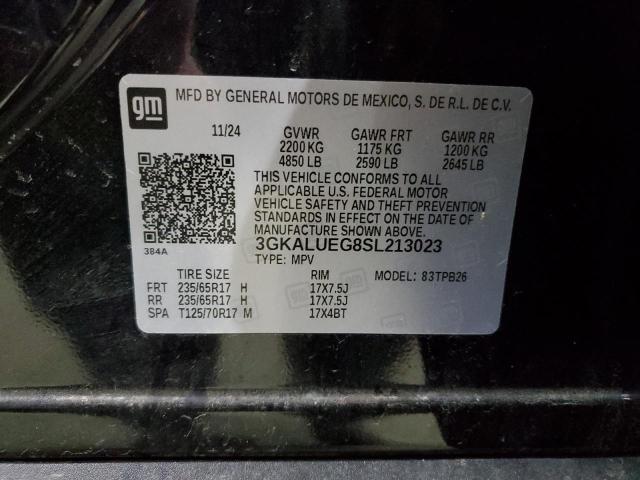 gm MFD BY GENERAL MOTORS DE MEXICO, S. DE R.L. DE C.V.
11/24 GVWR GAWR FRT GAWR RR
2200 KG 1175 KG 1200 KG
4850 LB 2590 LB 2645 LB
THIS VEHICLE CONFORMS TO ALL
APPLICABLE U.S. FEDERAL MOTOR
VEHICLE SAFETY AND THEFT PREVENTION
STANDARDS IN EFFECT ON THE DATE OF
MANUFACTURE SHOWN ABOVE.
384A 3GKALUEG8SL213023
TYPE: MPV
TIRE SIZE RIM MODEL: 83TPB26
FRT 235/65R17 H 17X7.5J
RR 235/65R17 H 17X7.5J
SPA T125/70R17 M 17X4BT